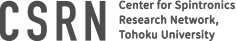 CSRN
Center for Spintronics
Research Network,
Tohoku University